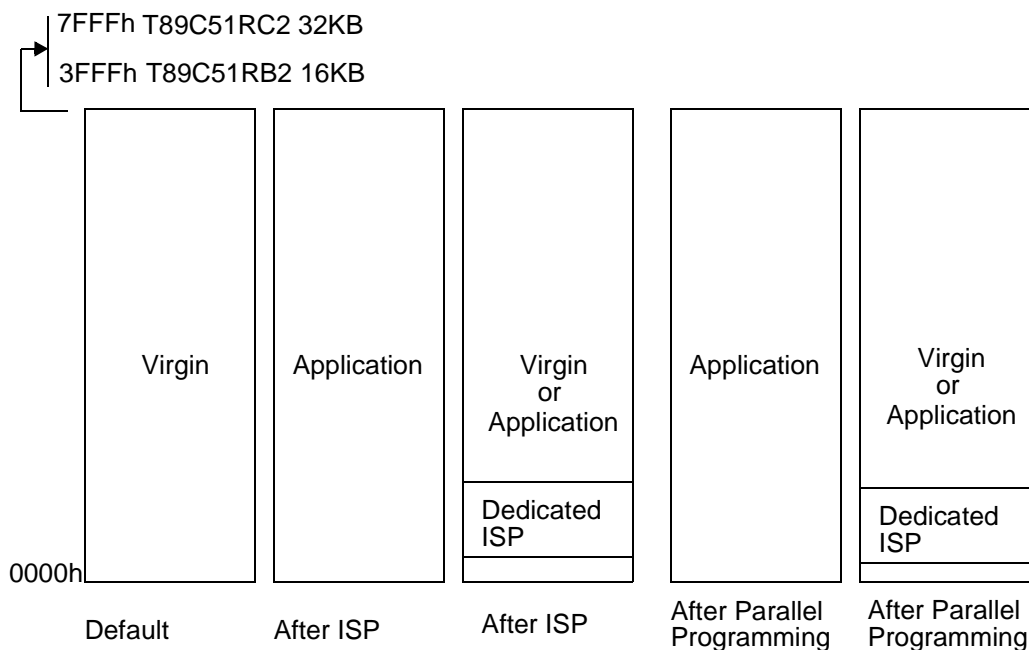 7FFFh T89C51RC2 32KB
3FFFh T89C51RB2 16KB
Virgin
Application
Virgin
or
Application
Application
Virgin
or
Application
Dedicated
ISP
Dedicated
ISP
0000h
Default
After ISP
After ISP
After Parallel
Programming
After Parallel
Programming